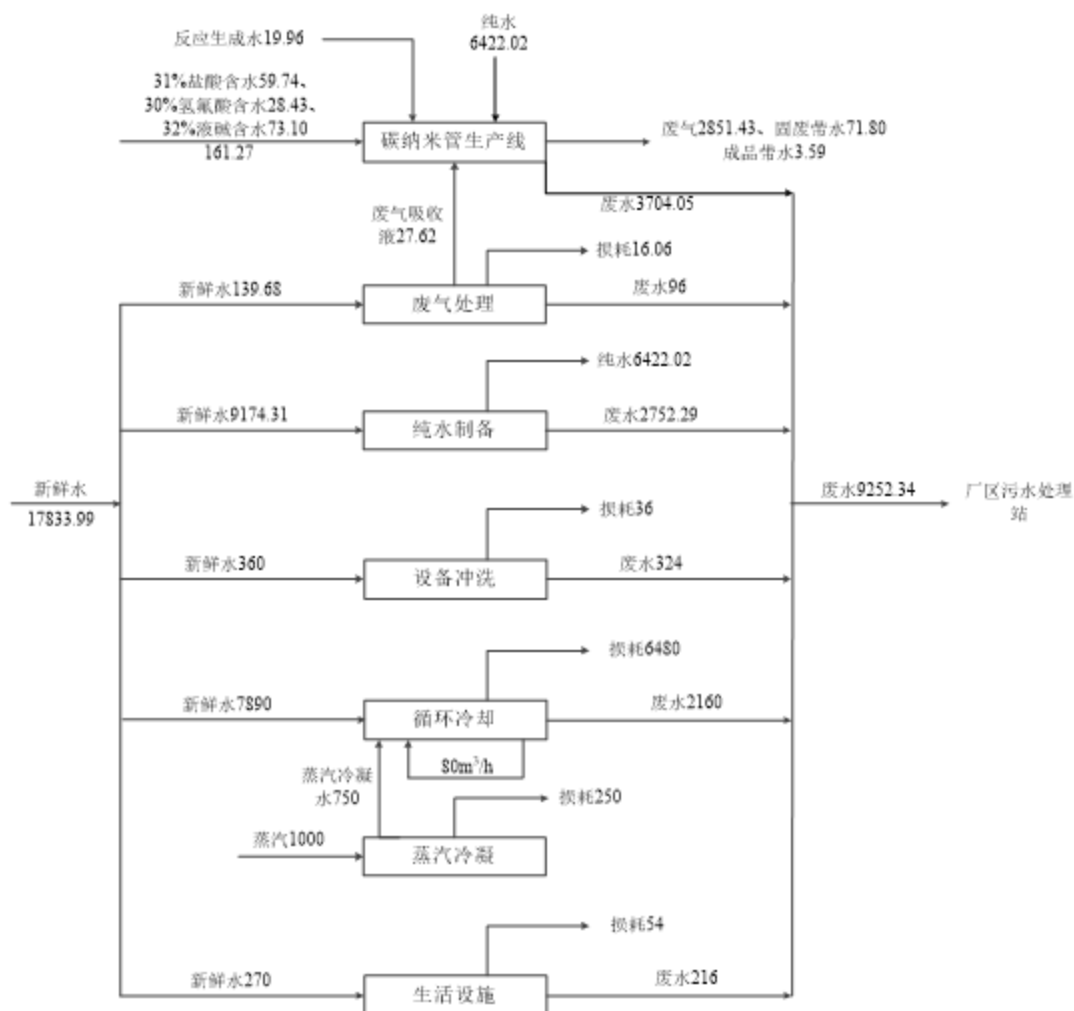 反应生成水19.96
纯水
6422.02
31%盐酸含水59.74、
30%氢氟酸含水28.43、
32%液碱含水73.10
161.27
碳纳米管生产线
废气2851.43、固废带水71.80
成品带水3.59
废水3704.05
废气吸收
液27.62
损耗16.06
新鲜水139.68
废气处理
废水96
纯水6422.02
新鲜水9174.31
纯水制备
废水2752.29
新鲜水
17833.99
废水9252.34
厂区污水处理
站
损耗36
新鲜水360
设备冲洗
废水324
损耗6480
新鲜水7890
循环冷却
废水2160
80m³/h
蒸汽冷凝
水750
损耗250
蒸汽1000
蒸汽冷凝
损耗54
新鲜水270
生活设施
废水216